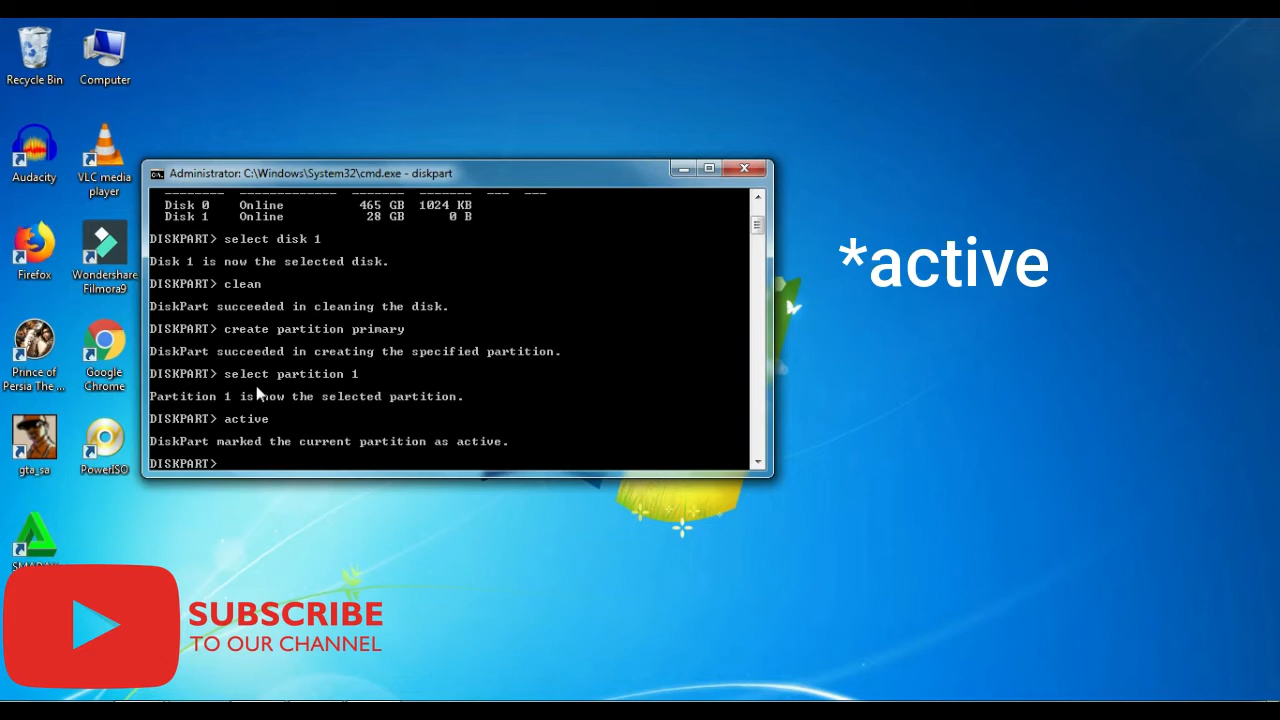 Recycle Bin
Computer
Audacity
VLC media
player
Firefox
Wondershare
Filmora9
Prince of
Persia The ...
Google
Chrome
gta_sa
PowerISO
Administrator: C:\Windows\System32\cmd.exe - diskpart
-------- ------------- ------- ------- --- ---
Disk 0 Online 465 GB 1024 KB
Disk 1 Online 28 GB 0 B
DISKPART> select disk 1
Disk 1 is now the selected disk.
DISKPART> clean
DiskPart succeeded in cleaning the disk.
DISKPART> create partition primary
DiskPart succeeded in creating the specified partition.
DISKPART> select partition 1
Partition 1 is now the selected partition.
DISKPART> active
DiskPart marked the current partition as active.
DISKPART>
*active
SUBSCRIBE
TO OUR CHANNEL